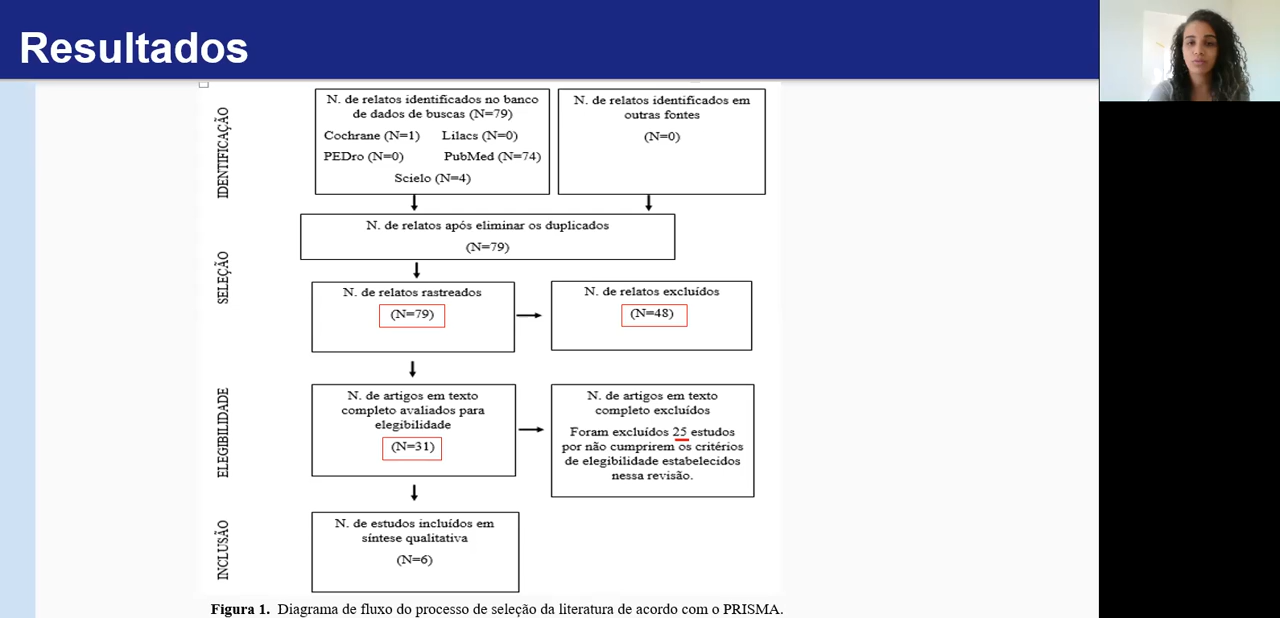 Resultados
IDENTIFICAÇÃO
N. de relatos identificados no banco
de dados de buscas (N=79)
Cochrane (N=1) Lilacs (N=0)
PEDro (N=0) PubMed (N=74)
Scielo (N=4)
N. de relatos identificados em
outras fontes
(N=0)
SELEÇÃO
N. de relatos após eliminar os duplicados
(N=79)
N. de relatos rastreados
(N=79)
N. de relatos excluídos
(N=48)
ELEGIBILIDADE
N. de artigos em texto
completo avaliados para
elegibilidade
(N=31)
N. de artigos em texto
completo excluídos
Foram excluídos 25 estudos
por não cumprirem os critérios
de elegibilidade estabelecidos
nessa revisão.
INCLUSÃO
N. de estudos incluídos em
síntese qualitativa
(N=6)
Figura 1. Diagrama de fluxo do processo de seleção da literatura de acordo com o PRISMA.